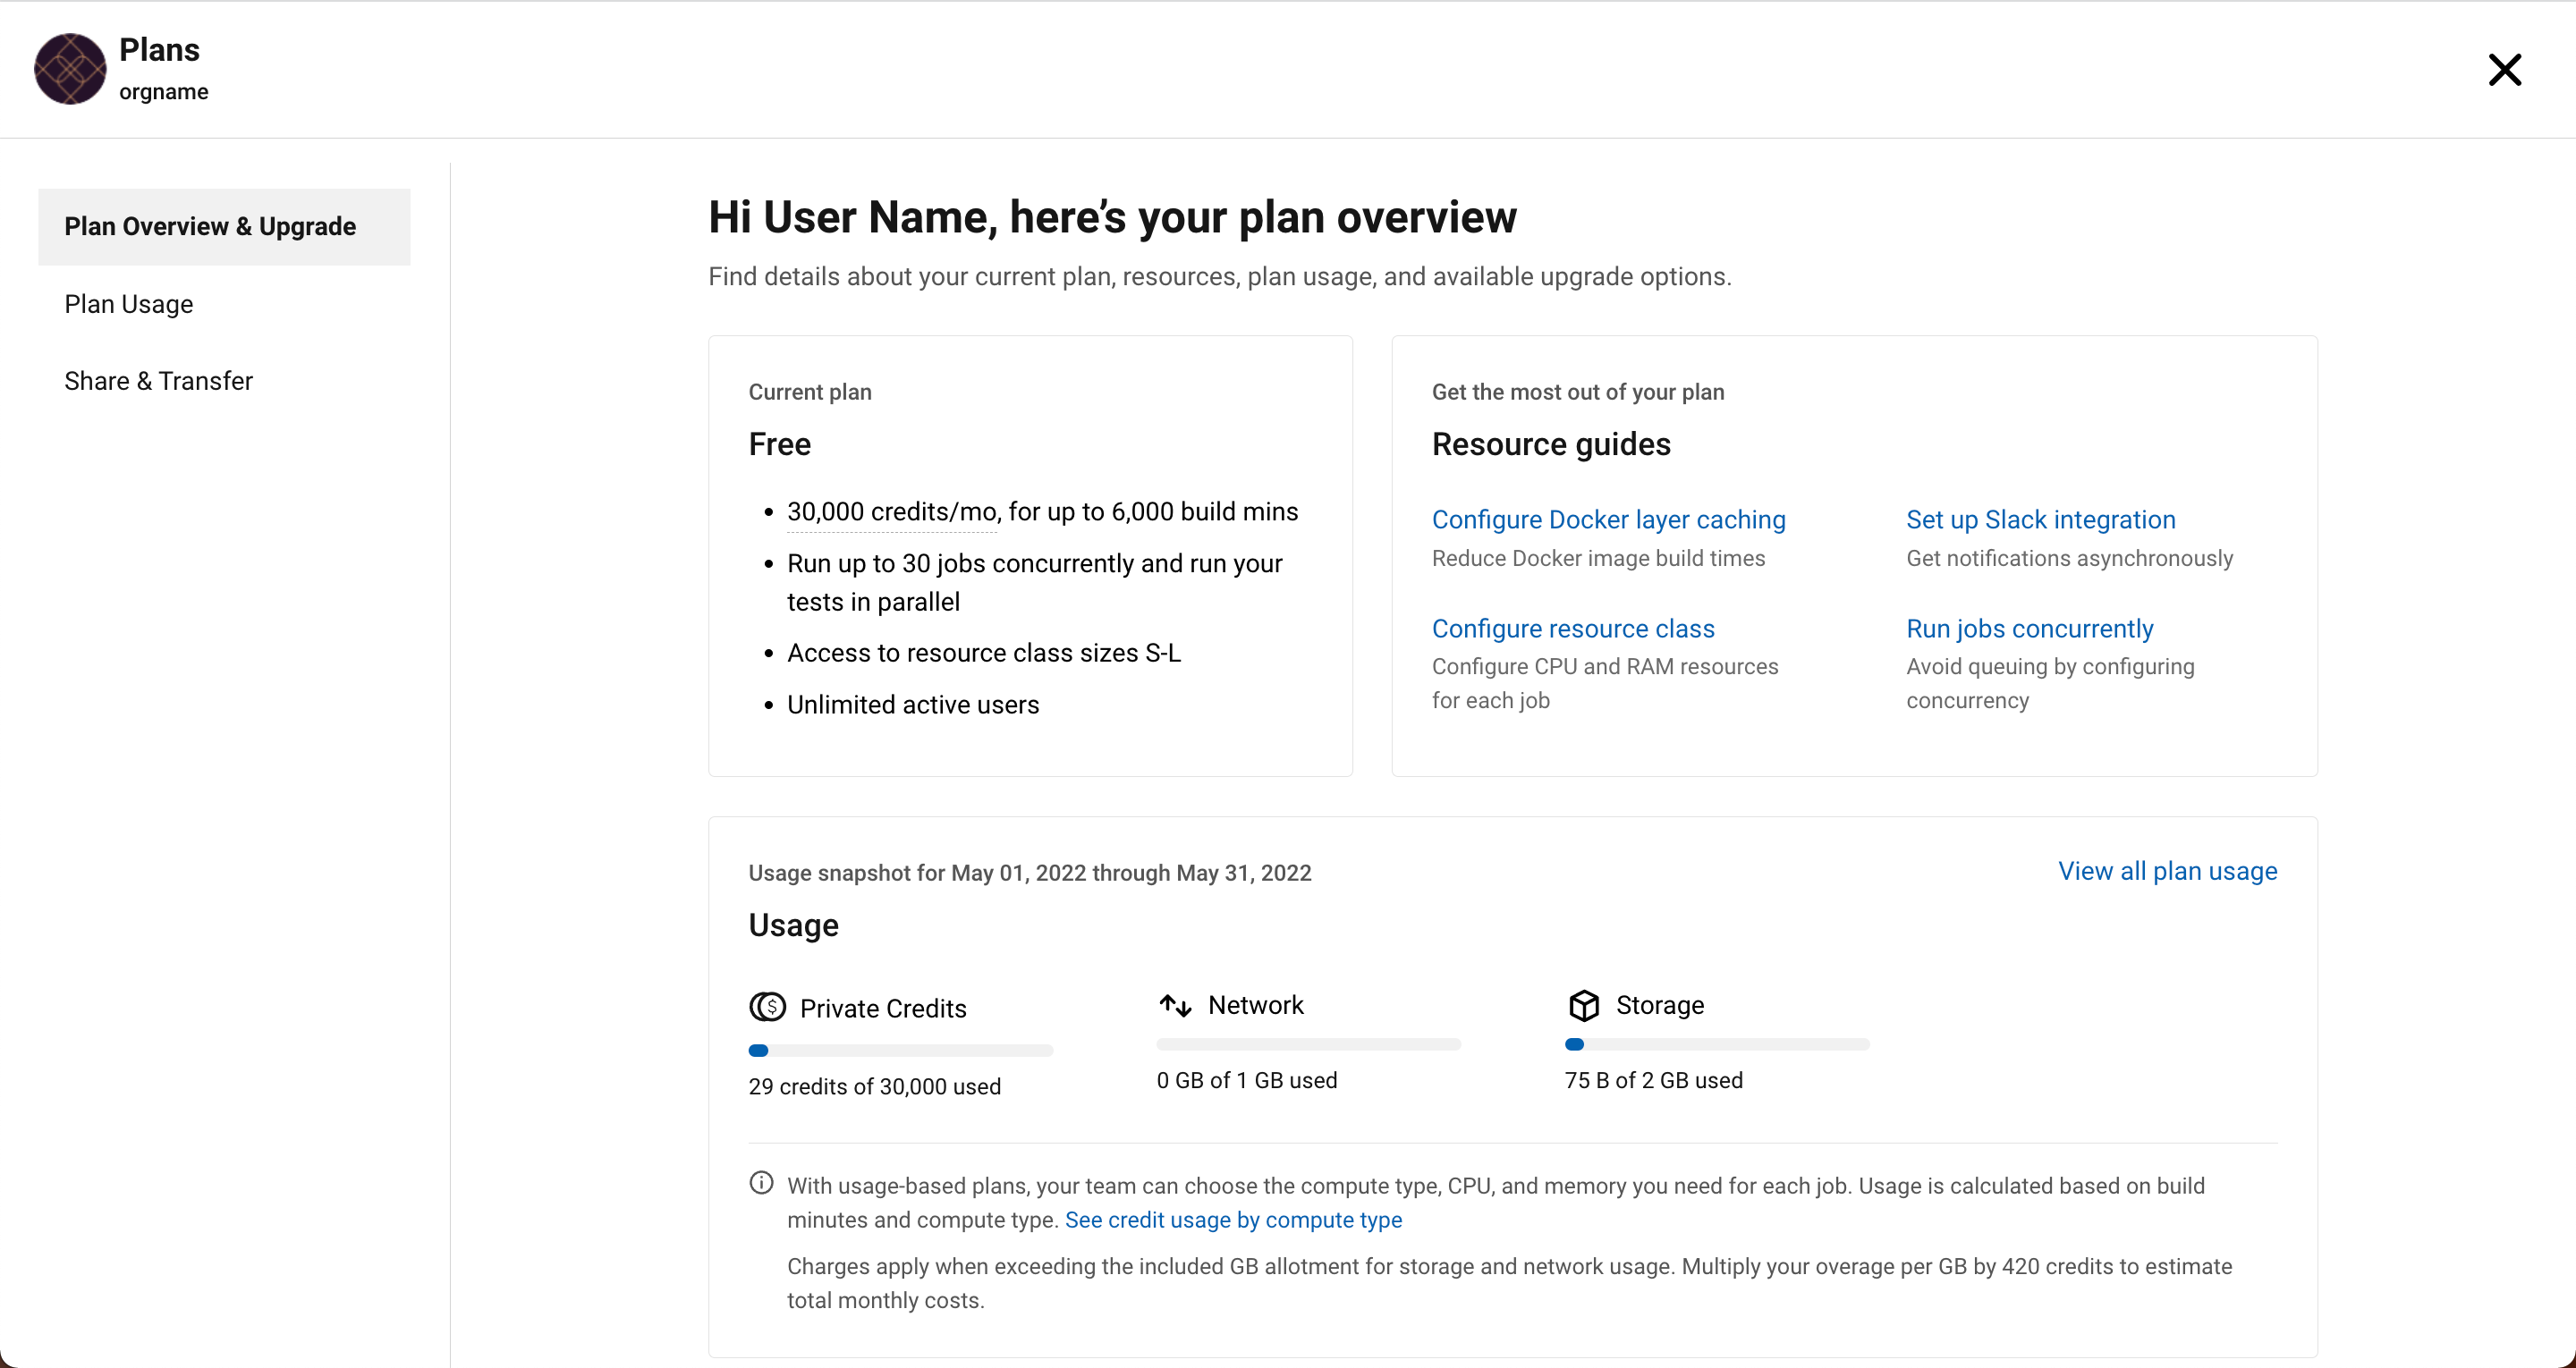 Plans
orgname
Plan Overview & Upgrade
Plan Usage
Share & Transfer
Hi User Name, here’s your plan overview
Find details about your current plan, resources, plan usage, and available upgrade options.
Current plan
Free
30,000 credits/mo, for up to 6,000 build mins
Run up to 30 jobs concurrently and run your
tests in parallel
Access to resource class sizes S-L
Unlimited active users
Get the most out of your plan
Resource guides
Configure Docker layer caching
Reduce Docker image build times
Set up Slack integration
Get notifications asynchronously
Configure resource class
Configure CPU and RAM resources
for each job
Run jobs concurrently
Avoid queuing by configuring
concurrency
Usage snapshot for May 01, 2022 through May 31, 2022
View all plan usage
Usage
Private Credits
29 credits of 30,000 used
Network
0 GB of 1 GB used
Storage
75 B of 2 GB used
With usage-based plans, your team can choose the compute type, CPU, and memory you need for each job. Usage is calculated based on build
minutes and compute type. See credit usage by compute type
Charges apply when exceeding the included GB allotment for storage and network usage. Multiply your overage per GB by 420 credits to estimate
total monthly costs.